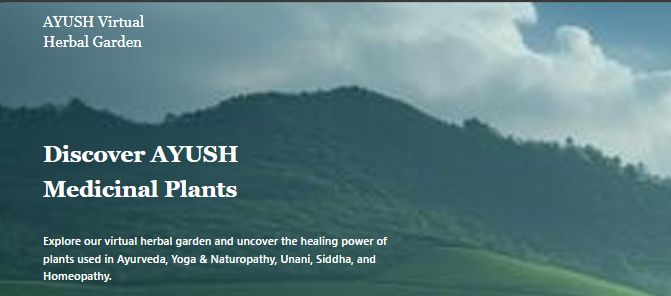 AYUSH Virtual
Herbal Garden
Discover AYUSH
Medicinal Plants
Explore our virtual herbal garden and uncover the healing power of
plants used in Ayurveda, Yoga & Naturopathy, Unani, Siddha, and
Homeopathy.